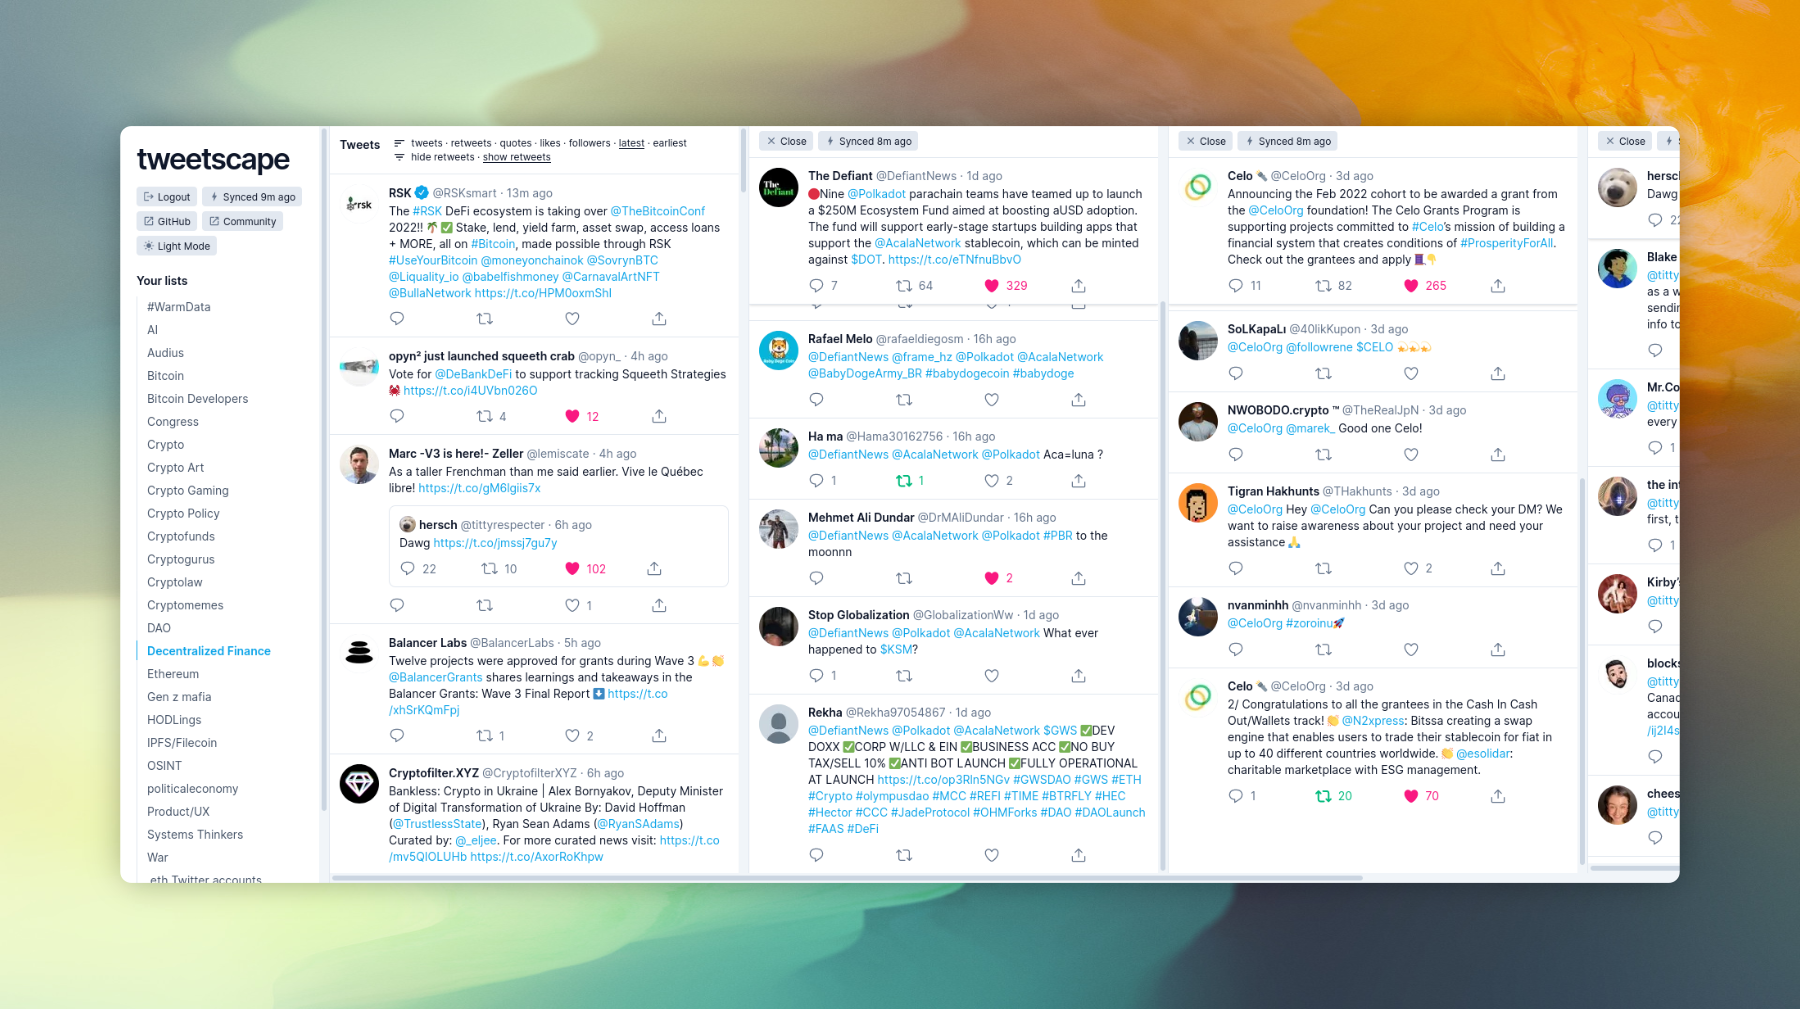 tweetscape
Logout
Synced 9m ago
GitHub
Community
Light Mode
Your lists
#WarmData
AI
Audius
Bitcoin
Bitcoin Developers
Congress
Crypto
Crypto Art
Crypto Gaming
Crypto Policy
Cryptofunds
Cryptogurus
Cryptolaw
Cryptomemes
DAO
Decentralized Finance
Ethereum
Gen z mafia
HODLings
IPFS/Filecoin
OSINT
politicaleconomy
Product/UX
Systems Thinkers
War
.eth Twitter accounts
Tweets
tweets · retweets · quotes · likes · followers · latest · earliest
hide retweets · show retweets
rsk
RSK @RSKsmart · 13m ago
The #RSK DeFi ecosystem is taking over @TheBitcoinConf
2022!! 🌴 ✅ Stake, lend, yield farm, asset swap, access loans
+ MORE, all on #Bitcoin, made possible through RSK
#UseYourBitcoin @moneyonchainok @SovrynBTC
@Liquality_io @babelfishmoney @CarnavalArtNFT
@BullaNetwork https://t.co/HPM0oxmShI
opyn² just launched squeeth crab @opyn_ · 4h ago
Vote for @DeBankDeFi to support tracking Squeeth Strategies
🦀 https://t.co/i4UVbn026O
4 12
Marc -V3 is here!- Zeller @lemiscate · 4h ago
As a taller Frenchman than me said earlier. Vive le Québec
libre! https://t.co/gM6lgiis7x
hersch @tittyrespecter · 6h ago
Dawg https://t.co/jmssj7gu7y
22 10 102
1
Balancer Labs @BalancerLabs · 5h ago
Twelve projects were approved for grants during Wave 3 💪 👏
@BalancerGrants shares learnings and takeaways in the
Balancer Grants: Wave 3 Final Report ⬇️ https://t.co
/xhSrKQmFpj
1 2
Cryptofilter.XYZ @CryptofilterXYZ · 6h ago
Bankless: Crypto in Ukraine | Alex Bornyakov, Deputy Minister
of Digital Transformation of Ukraine By: David Hoffman
(@TrustlessState), Ryan Sean Adams (@RyanSAdams)
Curated by: @_eljee. For more curated news visit: https://t.co
/mv5QIOLUHb https://t.co/AxorRoKhpw
Close
Synced 8m ago
The Defiant
The Defiant @DefiantNews · 1d ago
🔴Nine @Polkadot parachain teams have teamed up to launch
a $250M Ecosystem Fund aimed at boosting aUSD adoption.
The fund will support early-stage startups building apps that
support the @AcalaNetwork stablecoin, which can be minted
against $DOT. https://t.co/eTNfnuBbvO
7 64 329
Rafael Melo @rafaeldiegosm · 16h ago
@DefiantNews @frame_hz @Polkadot @AcalaNetwork
@BabyDogeArmy_BR #babydogecoin #babydoge
Ha ma @Hama30162756 · 16h ago
@DefiantNews @AcalaNetwork @Polkadot Aca=luna ?
1 1 2
Mehmet Ali Dundar @DrMAliDundar · 16h ago
@DefiantNews @AcalaNetwork @Polkadot #PBR to the
moonnn
2
Stop Globalization @GlobalizationWw · 1d ago
@DefiantNews @Polkadot @AcalaNetwork What ever
happened to $KSM?
1
Rekha @Rekha97054867 · 1d ago
@DefiantNews @Polkadot @AcalaNetwork $GWS ✅DEV
DOXX ✅CORP W/LLC & EIN ✅BUSINESS ACC ✅NO BUY
TAX/SELL 10% ✅ANTI BOT LAUNCH ✅FULLY OPERATIONAL
AT LAUNCH https://t.co/op3Rln5NGv #GWSDAO #GWS #ETH
#Crypto #olympusdao #MCC #REFI #TIME #BTRFLY #HEC
#Hector #CCC #JadeProtocol #OHMForks #DAO #DAOLaunch
#FAAS #DeFi
Close
Synced 8m ago
Celo @CeloOrg · 3d ago
Announcing the Feb 2022 cohort to be awarded a grant from
the @CeloOrg foundation! The Celo Grants Program is
supporting projects committed to #Celo's mission of building a
financial system that creates conditions of #ProsperityForAll.
Check out the grantees and apply 🧵👇
11 82 265
SoLKapaLı @40likKupon · 3d ago
@CeloOrg @followrene $CELO 💫💫💫
NWOBODO.crypto ™ @TheRealJpN · 3d ago
@CeloOrg @marek_ Good one Celo!
Tigran Hakhunts @THakhunts · 3d ago
@CeloOrg Hey @CeloOrg Can you please check your DM? We
want to raise awareness about your project and need your
assistance 🙏
2
nvanminhh @nvanminhh · 3d ago
@CeloOrg #zoroinu🚀
Celo @CeloOrg · 3d ago
2/ Congratulations to all the grantees in the Cash In Cash
Out/Wallets track! 👏 @N2xpress: Bitssa creating a swap
engine that enables users to trade their stablecoin for fiat in
up to 40 different countries worldwide. 👏 @esolidar:
charitable marketplace with ESG management.
1 20 70
Close
hersch
Dawg
22
Blake
@titty
as a w
sendin
info to
Mr.Co
@titty
every
1
the int
@titty
first, t
1
Kirby's
@titty
blocks
@titty
Canad
accou
/ij2I4s
chees
@titty